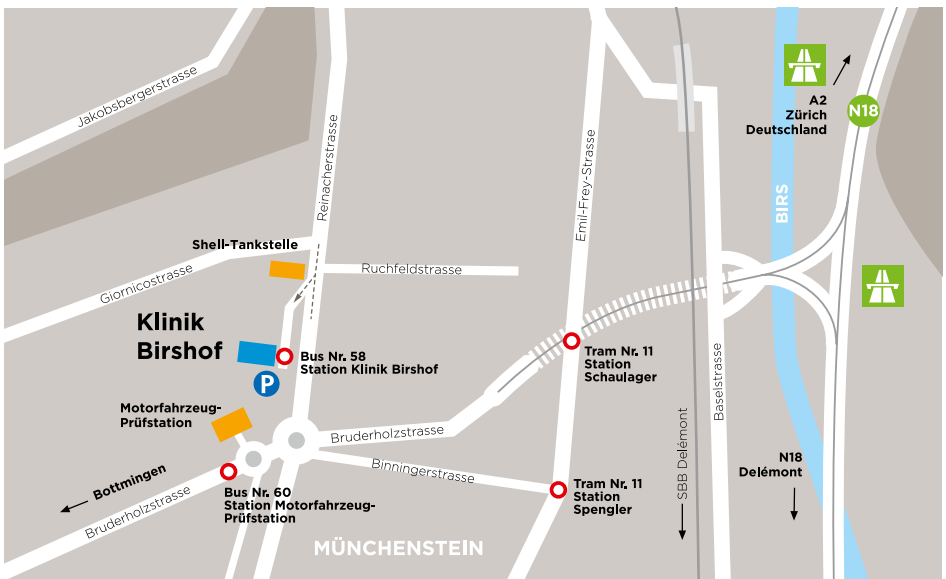 Jakobsbergerstrasse
Reinacherstrasse
Emil-Frey-Strasse
A2
Zürich
Deutschland
N18
BIRS
Shell-Tankstelle
Giornicostrasse
Ruchfeldstrasse
Klinik
Birshof
Bus Nr. 58
Station Klinik Birshof
P
Tram Nr. 11
Station
Schaulager
Baselstrasse
Motorfahrzeug-
Prüfstation
Bruderholzstrasse
Binningerstrasse
SBB Delémont
N18
Delémont
Bottmingen
Bruderholzstrasse
Bus Nr. 60
Station Motorfahrzeug-
Prüfstation
Tram Nr. 11
Station
Spengler
MÜNCHENSTEIN